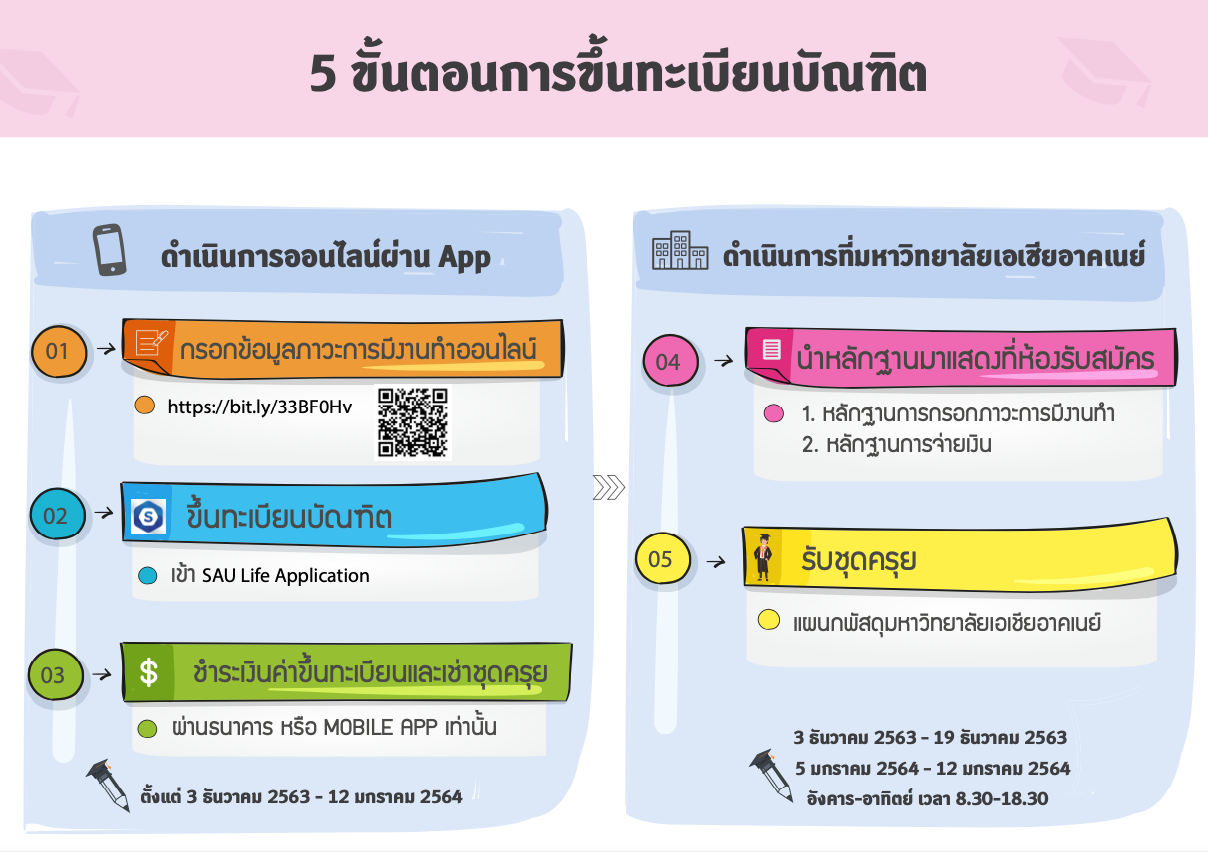 5 ขั้นตอนการขึ้นทะเบียนบัณฑิต
ดำเนินการออนไลน์ผ่าน App
01
กรอกข้อมูลภาวะการมีงานทำออนไลน์
https://bit.ly/33BF0Hv
02
S
ขึ้นทะเบียนบัณฑิต
เข้า SAU Life Application
03
$
ชำระเงินค่าขึ้นทะเบียนและเช่าชุดครุย
ผ่านธนาคาร หรือ MOBILE APP เท่านั้น
ตั้งแต่ 3 ธันวาคม 2563 - 12 มกราคม 2564
ดำเนินการที่มหาวิทยาลัยเอเชียอาคเนย์
04
นำหลักฐานมาแสดงที่ห้องรับสมัคร
1. หลักฐานการกรอกภาวะการมีงานทำ
2. หลักฐานการจ่ายเงิน
05
รับชุดครุย
แผนกพัสดุมหาวิทยาลัยเอเชียอาคเนย์
3 ธันวาคม 2563 - 19 ธันวาคม 2563
5 มกราคม 2564 - 12 มกราคม 2564
อังคาร-อาทิตย์ เวลา 8.30-18.30